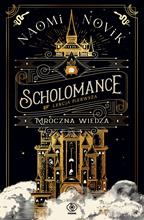 NAOMI NOVIK
SCHOLOMANCE
LEKCJA PIERWSZA
MROCZNA WIEDZA